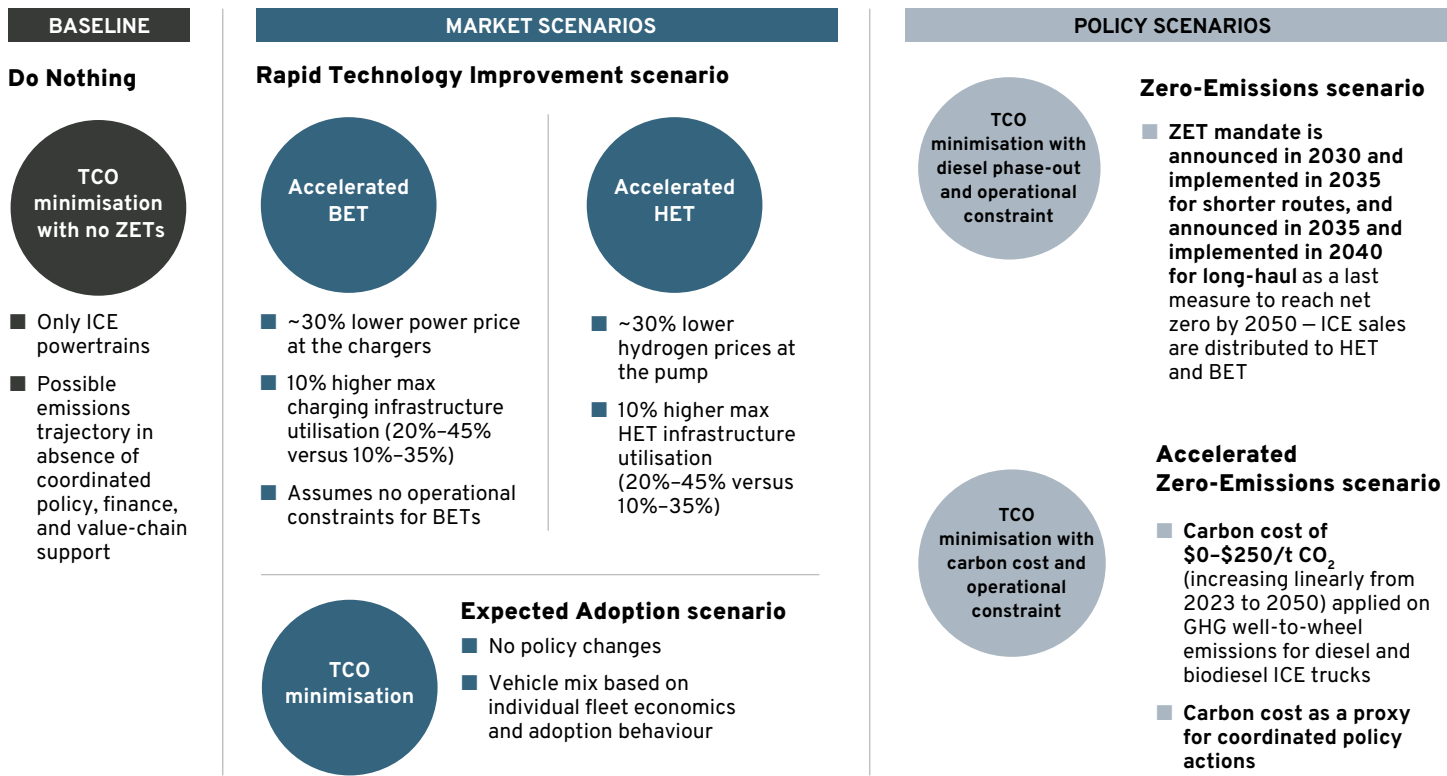 BASELINE
Do Nothing
TCO
minimisation
with no ZETs
Only ICE
powertrains
Possible
emissions
trajectory in
absence of
coordinated
policy, finance,
and value-chain
support
MARKET SCENARIOS
Rapid Technology Improvement scenario
Accelerated
BET
~30% lower power price
at the chargers
10% higher max
charging infrastructure
utilisation (20%–45%
versus 10%–35%)
Assumes no operational
constraints for BETs
Accelerated
HET
~30% lower
hydrogen prices at
the pump
10% higher max
HET infrastructure
utilisation
(20%–45% versus
10%–35%)
TCO
minimisation
Expected Adoption scenario
No policy changes
Vehicle mix based on
individual fleet economics
and adoption behaviour
POLICY SCENARIOS
TCO
minimisation with
diesel phase-out
and operational
constraint
Zero-Emissions scenario
ZET mandate is
announced in 2030 and
implemented in 2035
for shorter routes, and
announced in 2035 and
implemented in 2040
for long-haul as a last
measure to reach net
zero by 2050 — ICE sales
are distributed to HET
and BET
TCO
minimisation with
carbon cost and
operational
constraint
Accelerated
Zero-Emissions scenario
Carbon cost of
$0–$250/t CO₂
(increasing linearly from
2023 to 2050) applied on
GHG well-to-wheel
emissions for diesel and
biodiesel ICE trucks
Carbon cost as a proxy
for coordinated policy
actions